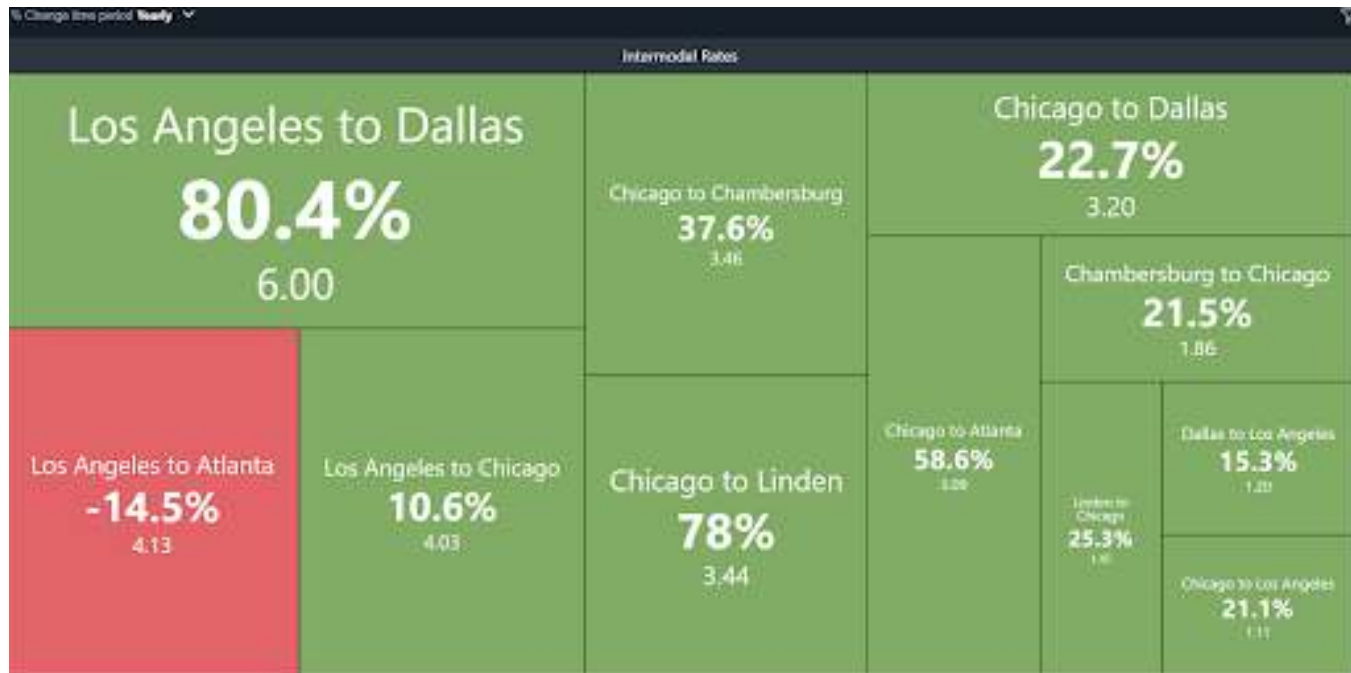 % Change time period Yearly
Intermodal Rates
Los Angeles to Dallas
80.4%
6.00
Los Angeles to Atlanta
-14.5%
4.13
Los Angeles to Chicago
10.6%
4.03
Chicago to Chambersburg
37.6%
3.46
Chicago to Linden
78%
3.44
Chicago to Dallas
22.7%
3.20
Chicago to Atlanta
58.6%
Chambersburg to Chicago
21.5%
1.86
Linden to
Chicago
25.3%
Dallas to Los Angeles
15.3%
Chicago to Los Angeles
21.1%
1.11